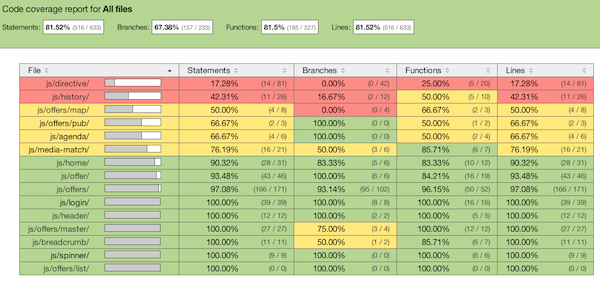 Code coverage report for All files
Statements: 81.52% (516 / 633) Branches: 67.38% (157 / 233) Functions: 81.5% (185 / 227) Lines: 81.52% (516 / 633)
File Statements Branches Functions Lines
js/directive/ 17.28% (14 / 81) 0.00% (0 / 42) 25.00% (5 / 20) 17.28% (14 / 81)
js/history/ 42.31% (11 / 26) 16.67% (2 / 12) 50.00% (5 / 10) 42.31% (11 / 26)
js/offers/map/ 50.00% (4 / 8) 0.00% (0 / 4) 66.67% (2 / 3) 50.00% (4 / 8)
js/offers/pub/ 66.67% (2 / 3) 100.00% (0 / 0) 50.00% (1 / 2) 66.67% (2 / 3)
js/agenda/ 66.67% (4 / 6) 100.00% (0 / 0) 50.00% (2 / 4) 66.67% (4 / 6)
js/media-match/ 76.19% (16 / 21) 50.00% (3 / 6) 85.71% (6 / 7) 76.19% (16 / 21)
js/home/ 90.32% (28 / 31) 83.33% (5 / 6) 83.33% (10 / 12) 90.32% (28 / 31)
js/offer/ 93.48% (43 / 46) 100.00% (6 / 6) 84.21% (16 / 19) 93.48% (43 / 46)
js/offers/ 97.08% (166 / 171) 93.14% (95 / 102) 96.15% (50 / 52) 97.08% (166 / 171)
js/login/ 100.00% (39 / 39) 100.00% (8 / 8) 100.00% (16 / 16) 100.00% (39 / 39)
js/header/ 100.00% (12 / 12) 100.00% (2 / 2) 100.00% (5 / 5) 100.00% (12 / 12)
js/offers/master/ 100.00% (27 / 27) 75.00% (3 / 4) 100.00% (12 / 12) 100.00% (27 / 27)
js/breadcrumb/ 100.00% (11 / 11) 50.00% (1 / 2) 85.71% (6 / 7) 100.00% (11 / 11)
js/spinner/ 100.00% (9 / 9) 100.00% (0 / 0) 100.00% (6 / 6) 100.00% (9 / 9)
js/offers/list/ 100.00% (0 / 0) 100.00% (0 / 0) 100.00% (0 / 0) 100.00% (0 / 0)